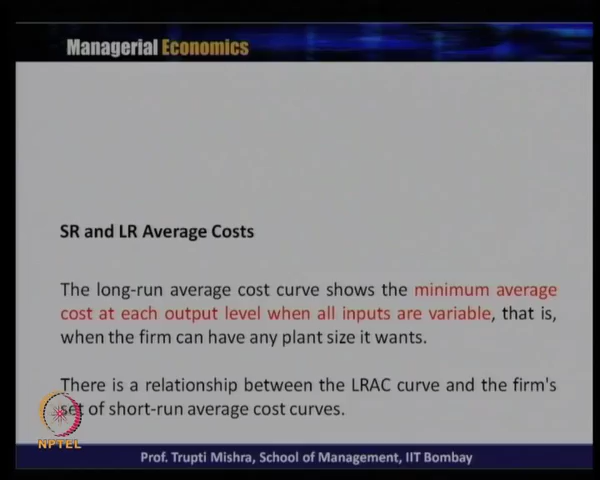 Managerial Economics
SR and LR Average Costs
The long-run average cost curve shows the minimum average
cost at each output level when all inputs are variable, that is,
when the firm can have any plant size it wants.
There is a relationship between the LRAC curve and the firm's
set of short-run average cost curves.
NPTEL
Prof. Trupti Mishra, School of Management, IIT Bombay